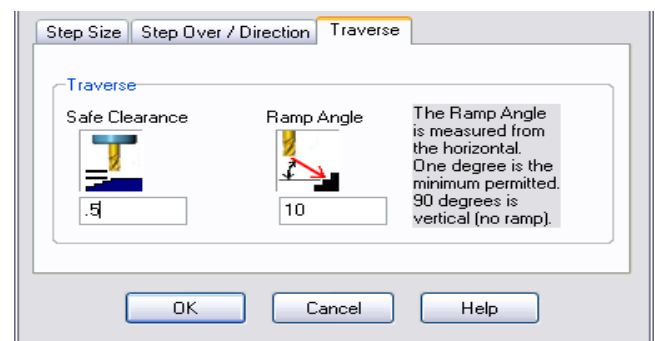 Step Size Step Over / Direction Traverse
Traverse
Safe Clearance
.5
Ramp Angle
10
The Ramp Angle
is measured from
the horizontal.
One degree is the
minimum permitted.
90 degrees is
vertical (no ramp).
OK Cancel Help